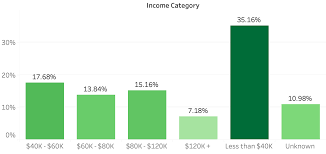 Income Category
35.16%
30%
20%
10%
0%
17.68%
13.84%
15.16%
7.18%
10.98%
$40K - $60K
$60K - $80K
$80K - $120K
$120K +
Less than $40K
Unknown